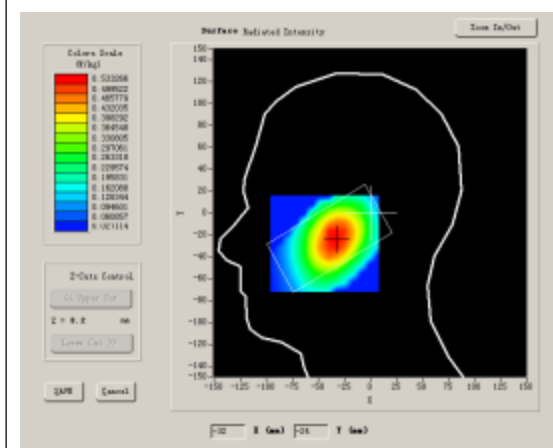 Surface Radiated Intensity
Zoom In/Out
Colors Scale
(W/kg)
0.533266
0.499522
0.465779
0.432035
0.398292
0.364548
0.330805
0.297061
0.263318
0.229574
0.195831
0.162088
0.128344
0.094601
0.060857
0.027114
150
140
120
100
80
60
40
20
0
-20
-40
-60
-80
-100
-120
-140
-150
Y
-150 -125 -100 -75 -50 -25 0 25 50 75 100 125 150
X
Z-Cuts Control
Upper Cut
Z = 0.2 mm
Lower Cut >>
SAVE Cancel
-32 X (mm) -24 Y (mm)